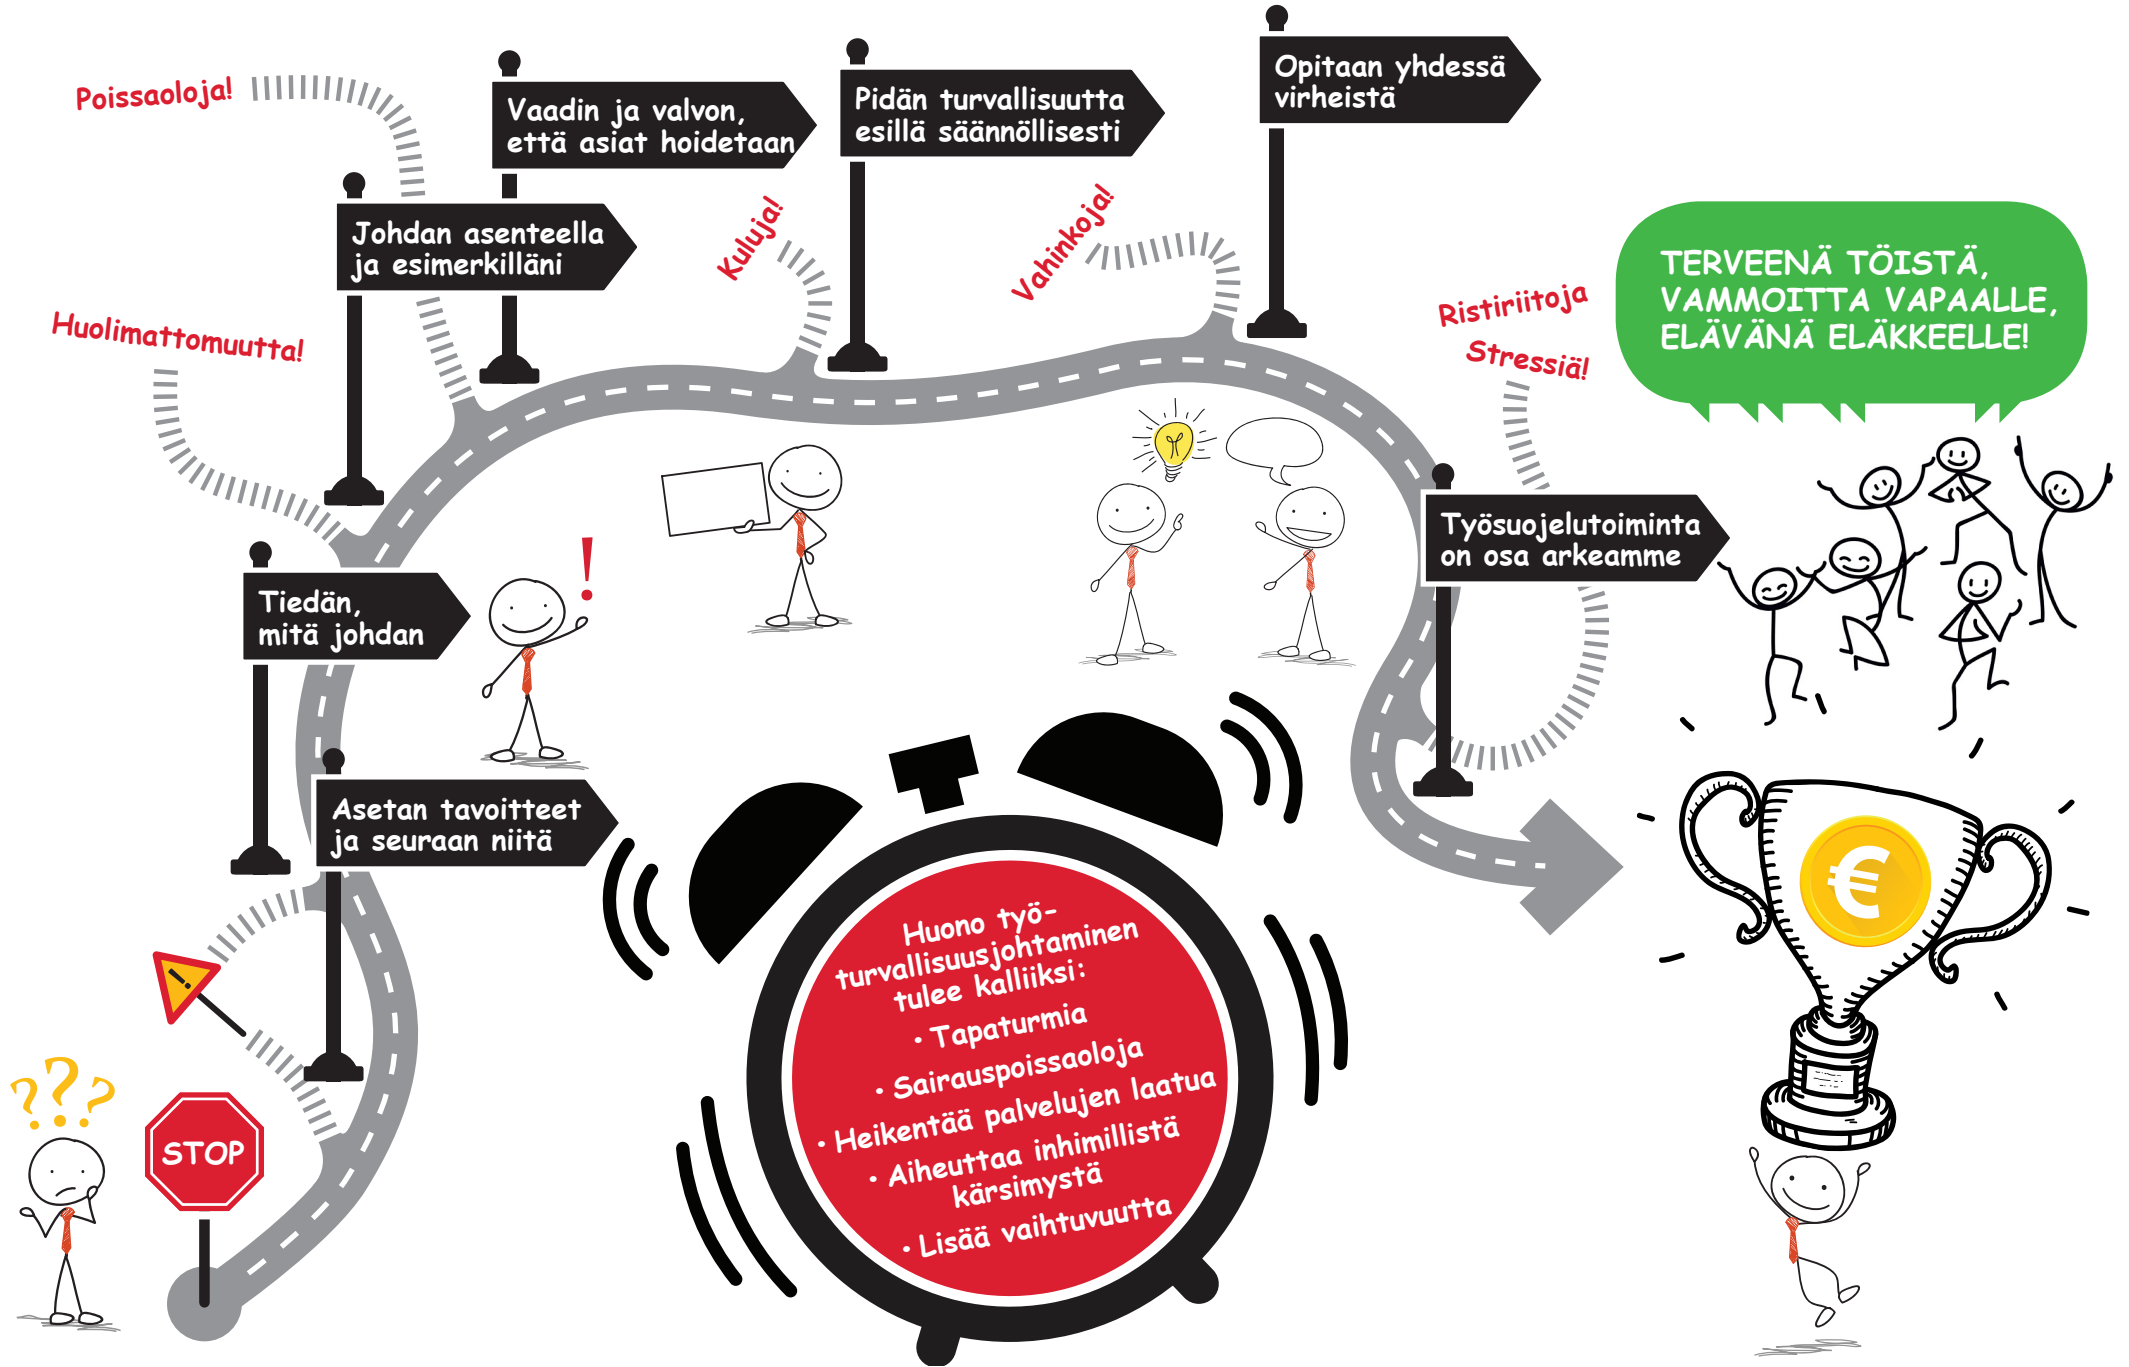 Poissaoloja!
Vaadin ja valvon,
että asiat hoidetaan
Pidän turvallisuutta
esillä säännöllisesti
Opitaan yhdessä
virheistä
Johdan asenteella
ja esimerkilläni
Kuluja!
Vahinkoja!
Ristiriitoja
Stressiä!
TERVEENÄ TÖISTÄ,
VAMMOITTA VAPAALLE,
ELÄVÄNÄ ELÄKKEELLE!
Huolimattomuutta!
Työsuojelutoiminta
on osa arkeamme
Tiedän,
mitä johdan
!
Asetan tavoitteet
ja seuraan niitä
€
Huono työ-
turvallisuusjohtaminen
tulee kalliiksi:
• Tapaturmia
• Sairauspoissaoloja
• Heikentää palvelujen laatua
• Aiheuttaa inhimillistä
kärsimystä
• Lisää vaihtuvuutta
!
???
STOP